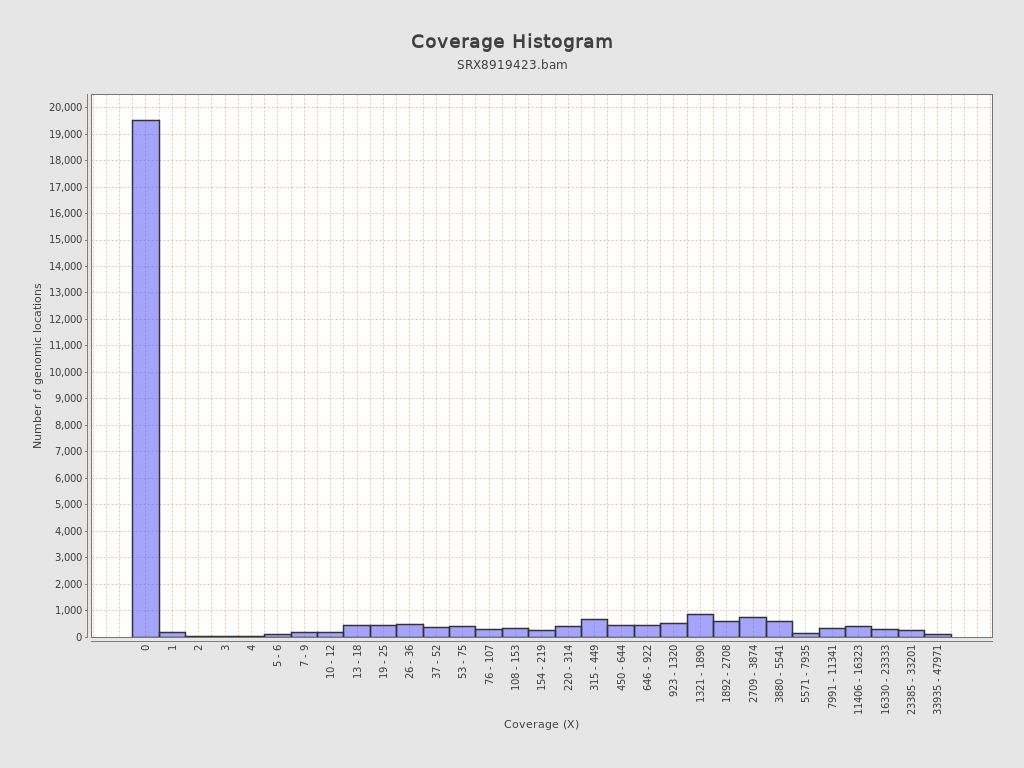 Coverage Histogram
SRX8919423.bam
Number of genomic locations
20,000
19,000
18,000
17,000
16,000
15,000
14,000
13,000
12,000
11,000
10,000
9,000
8,000
7,000
6,000
5,000
4,000
3,000
2,000
1,000
0
0
1
2
3
4
5 - 6
7 - 9
10 - 12
13 - 18
19 - 25
26 - 36
37 - 52
53 - 75
76 - 107
108 - 153
154 - 219
220 - 314
315 - 449
450 - 644
646 - 922
923 - 1320
1321 - 1890
1892 - 2708
2709 - 3874
3880 - 5541
5571 - 7935
7991 - 11341
11406 - 16323
16330 - 23333
23385 - 33201
33935 - 47971
Coverage (X)